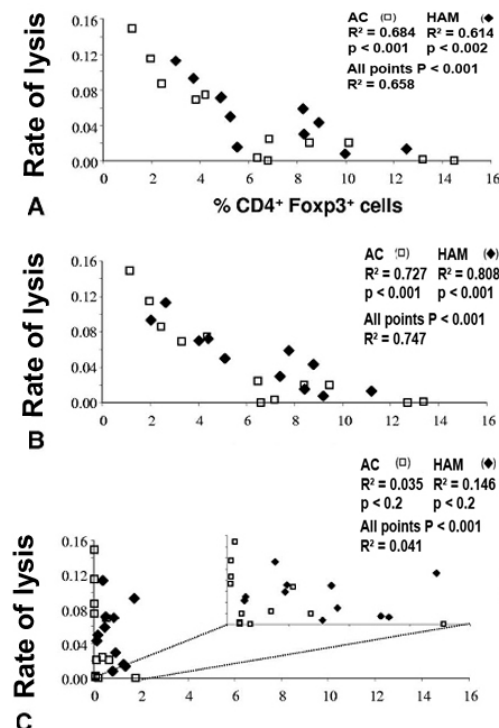 AC (□) HAM (◆)
R² = 0.684 R² = 0.614
p < 0.001 p < 0.002
All points P < 0.001
R² = 0.658
Rate of lysis
0.16
0.12
0.08
0.04
0.00
0 2 4 6 8 10 12 14 16
A
% CD4⁺ Foxp3⁺ cells
AC (□) HAM (◆)
R² = 0.727 R² = 0.808
p < 0.001 p < 0.001
All points P < 0.001
R² = 0.747
Rate of lysis
0.16
0.12
0.08
0.04
0.00
0 2 4 6 8 10 12 14 16
B
AC (□) HAM (◆)
R² = 0.035 R² = 0.146
p < 0.2 p < 0.2
All points P < 0.001
R² = 0.041
Rate of lysis
0.16
0.12
0.08
0.04
0.00
0 2 4 6 8 10 12 14 16
C